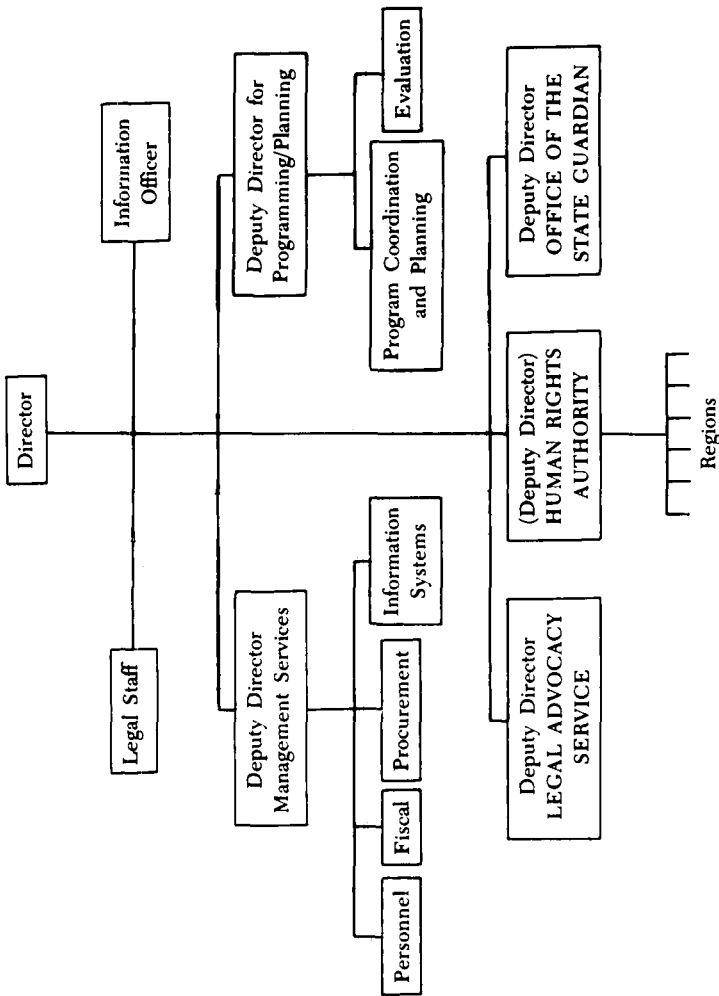 Director
Legal Staff
Information
Officer
Deputy Director
Management Services
Deputy Director for
Programming/Planning
Personnel
Fiscal
Procurement
Information
Systems
Program Coordination
and Planning
Evaluation
Deputy Director
LEGAL ADVOCACY
SERVICE
(Deputy Director)
HUMAN RIGHTS
AUTHORITY
Deputy Director
OFFICE OF THE
STATE GUARDIAN
Regions